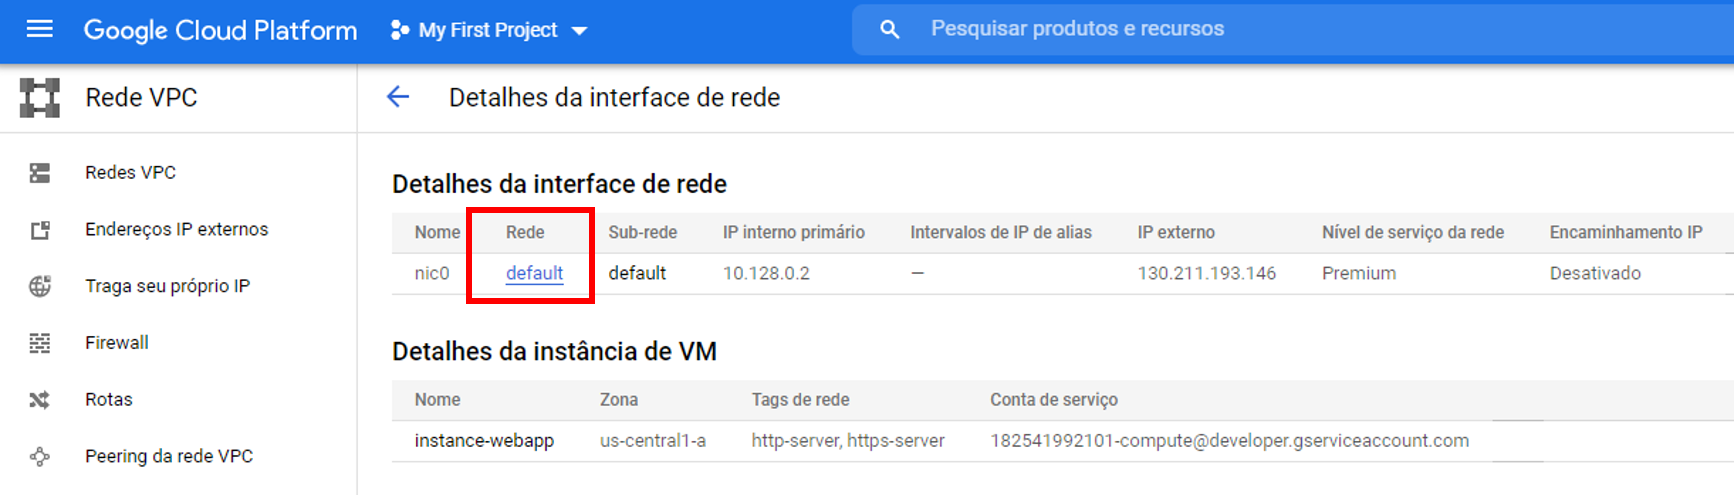 Google Cloud Platform My First Project Pesquisar produtos e recursos
Rede VPC
Detalhes da interface de rede
Redes VPC
Endereços IP externos
Traga seu próprio IP
Firewall
Rotas
Peering da rede VPC
Detalhes da interface de rede
Nome Rede Sub-rede IP interno primário Intervalos de IP de alias IP externo Nível de serviço da rede Encaminhamento IP
nic0 default default 10.128.0.2 — 130.211.193.146 Premium Desativado
Detalhes da instância de VM
Nome Zona Tags de rede Conta de serviço
instance-webapp us-central1-a http-server, https-server 182541992101-compute@developer.gserviceaccount.com